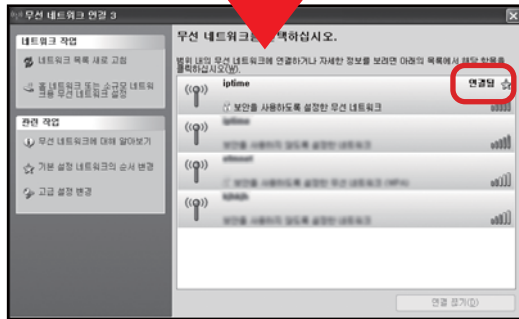 무선 네트워크 연결 3
네트워크 작업
네트워크 목록 새로 고침
홈 네트워크 또는 소규모 네트워
크용 무선 네트워크 설정
관련 작업
무선 네트워크에 대해 알아보기
기본 설정 네트워크의 순서 변경
고급 설정 변경
무선 네트워크
하십시오.
범위 내의 무선 네트워크에 연결하거나 자세한 정보를 보려면 아래의 목록에서 해당 항목을
클릭하십시오(W).
iptime
연결됨
보안을 사용하도록 설정한 무선 네트워크
연결 끊기(D)